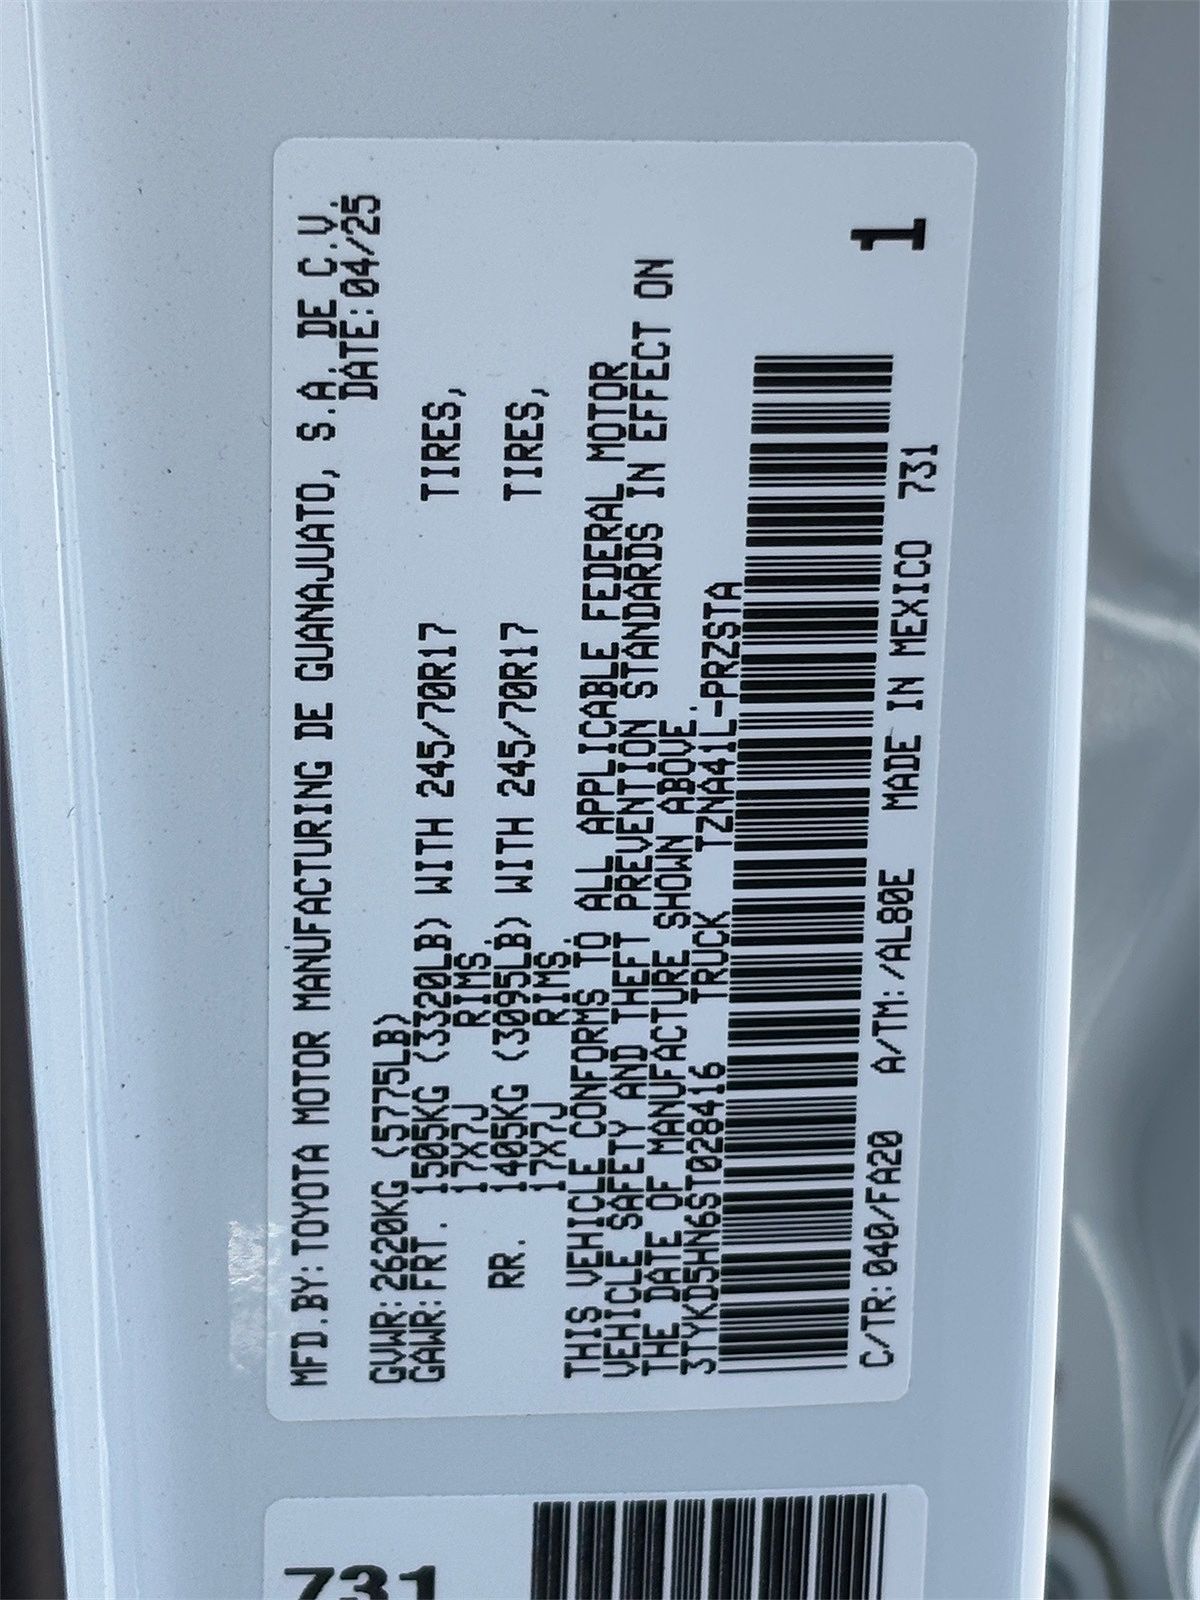 MFD.BY:TOYOTA MOTOR MANUFACTURING DE GUANAJUATO, S.A. DE C.V.
DATE:04/25
GVWR:2620KG (5775LB)
GAWR:FRT. 1505KG (3320LB) WITH 245/70R17 TIRES,
17X7J RIMS.
RR. 1405KG (3095LB) WITH 245/70R17 TIRES,
17X7J RIMS.
THIS VEHICLE CONFORMS TO ALL APPLICABLE FEDERAL MOTOR
VEHICLE SAFETY AND THEFT PREVENTION STANDARDS IN EFFECT ON
THE DATE OF MANUFACTURE SHOWN ABOVE.
3TYKD5HN6ST028416 TRUCK TZNA41L-PRZSTA
1
C/TR:040/FA20 A/TM:/AL80E MADE IN MEXICO 731
731